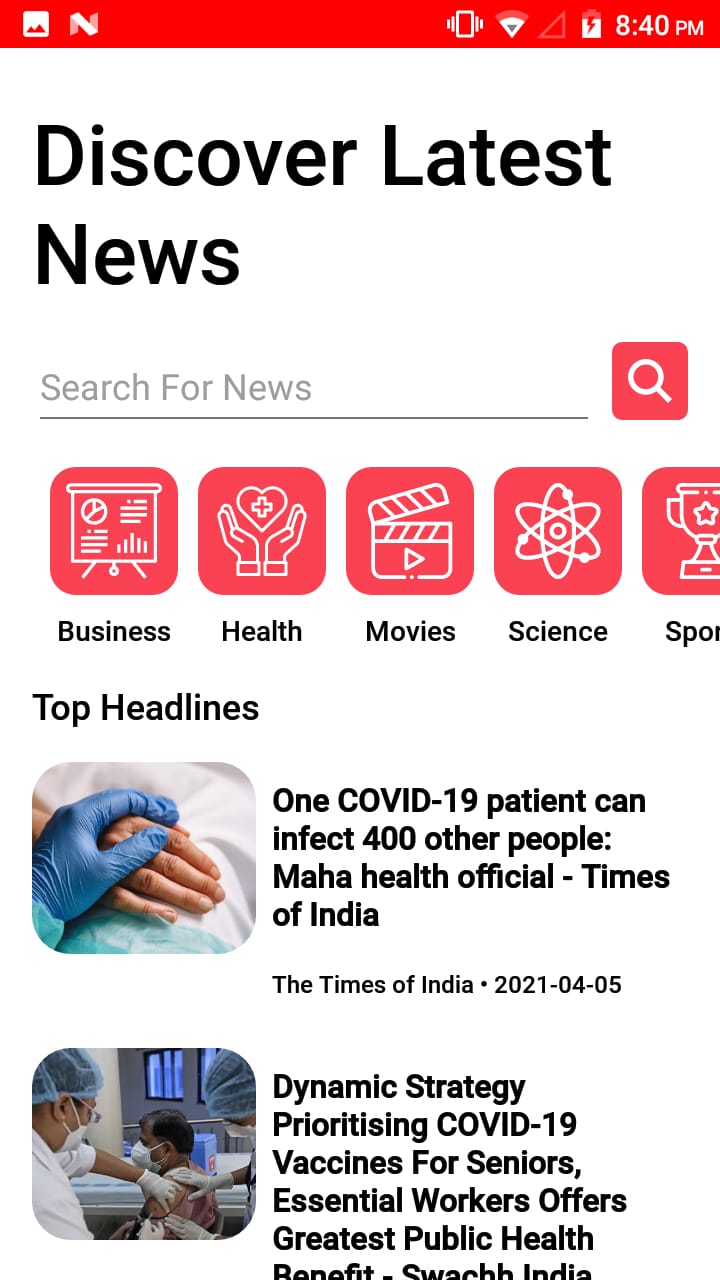 8:40 PM
Discover Latest
News
Search For News
Business Health Movies Science Spor
Top Headlines
One COVID-19 patient can
infect 400 other people:
Maha health official - Times
of India
The Times of India • 2021-04-05
Dynamic Strategy
Prioritising COVID-19
Vaccines For Seniors,
Essential Workers Offers
Greatest Public Health
Benefit - Swachh India